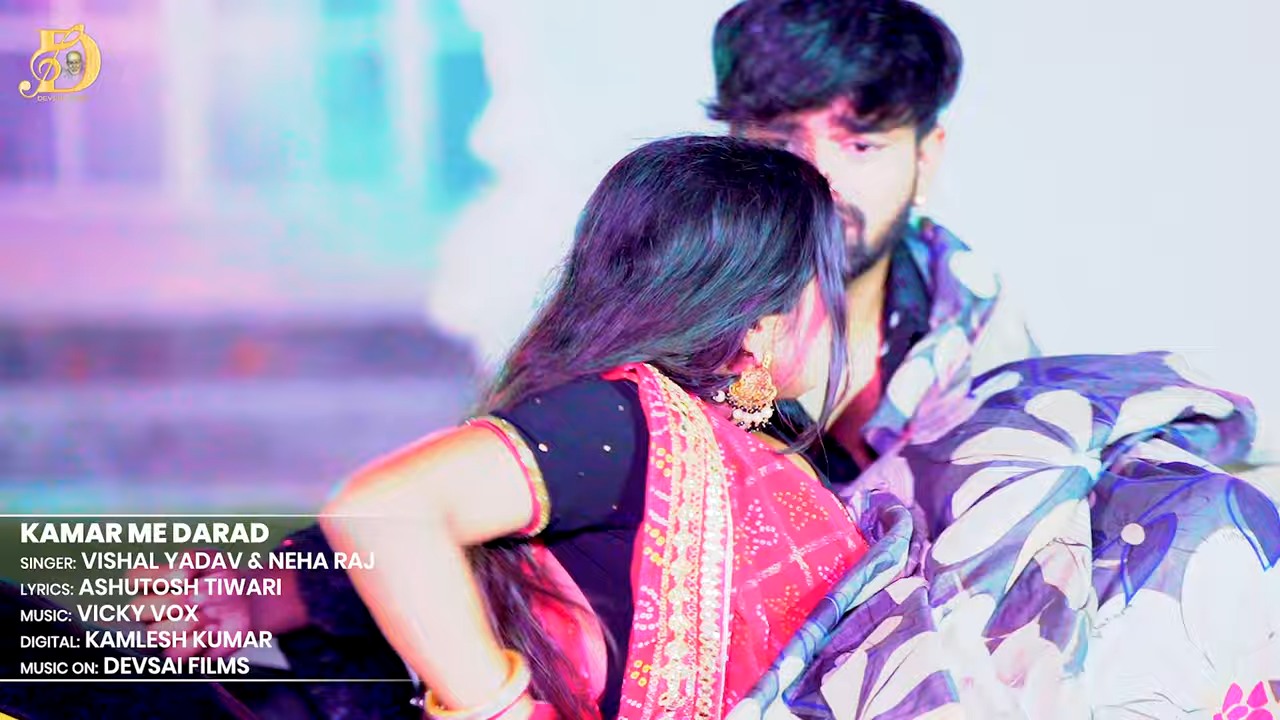 KAMAR ME DARAD
SINGER: VISHAL YADAV & NEHA RAJ
LYRICS: ASHUTOSH TIWARI
MUSIC: VICKY VOX
DIGITAL: KAMLESH KUMAR
MUSIC ON: DEVSAI FILMS